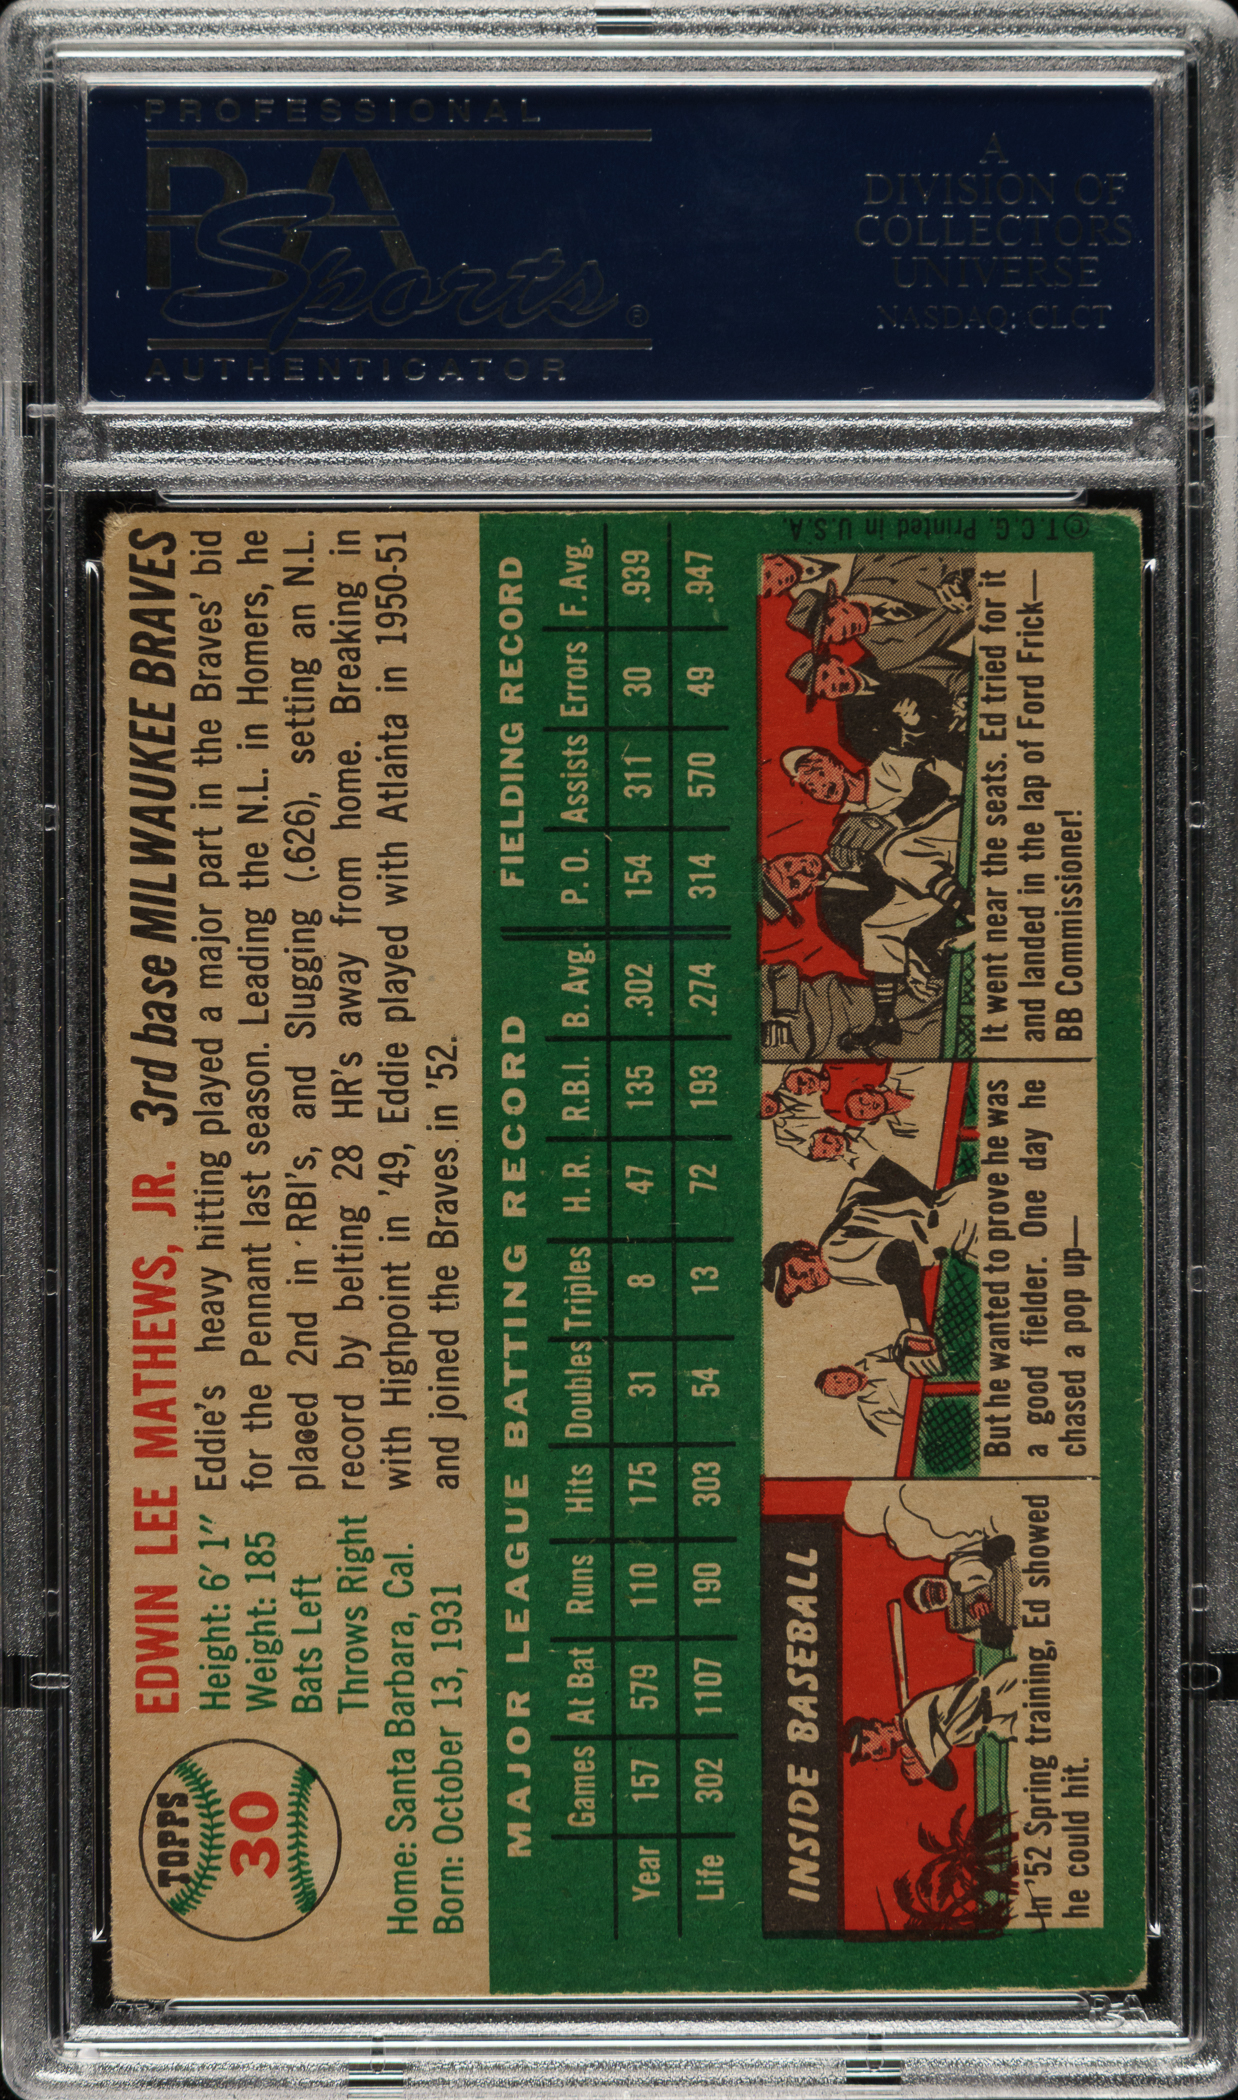 PROFESSIONAL
PSA
Sports®
AUTHENTICATOR
A
DIVISION OF
COLLECTORS
UNIVERSE
NASDAQ: CLCT
TOPPS
30
EDWIN LEE MATHEWS, JR. 3rd base MILWAUKEE BRAVES
Height: 6' 1"
Weight: 185
Bats Left
Throws Right
Home: Santa Barbara, Cal.
Born: October 13, 1931
Eddie's heavy hitting played a major part in the Braves' bid
for the Pennant last season. Leading the N.L. in Homers, he
placed 2nd in RBI's, and Slugging (.626), setting an N.L.
record by belting 28 HR's away from home. Breaking in
with Highpoint in '49, Eddie played with Atlanta in 1950-51
and joined the Braves in '52.
MAJOR LEAGUE BATTING RECORD FIELDING RECORD
Games At Bat Runs Hits Doubles Triples H. R. R.B.I. B. Avg. P. O. Assists Errors F. Avg.
Year 157 579 110 175 31 8 47 135 .302 154 311 30 .939
Life 302 1107 190 303 54 13 72 193 .274 314 570 49 .947
INSIDE BASEBALL
In '52 Spring training, Ed showed
he could hit.
But he wanted to prove he was
a good fielder. One day he
chased a pop up—
It went near the seats. Ed tried for it
and landed in the lap of Ford Frick—
BB Commissioner!
© T. C. G. Printed in U.S.A.
PSA